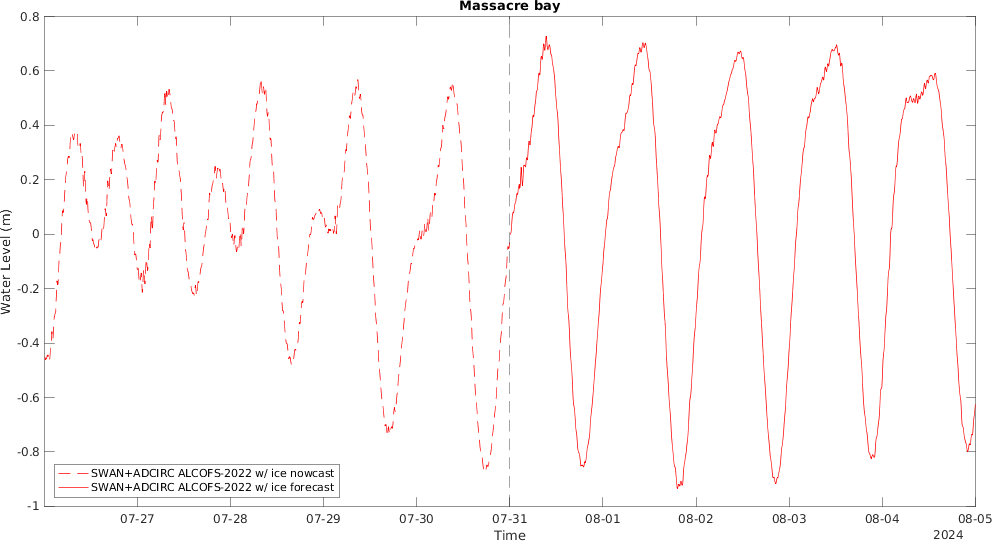 Massacre bay
0.8
0.6
0.4
0.2
0
-0.2
-0.4
-0.6
-0.8
-1
Water Level (m)
SWAN+ADCIRC ALCOFS-2022 w/ ice nowcast
SWAN+ADCIRC ALCOFS-2022 w/ ice forecast
07-27 07-28 07-29 07-30 07-31 08-01 08-02 08-03 08-04 08-05
Time
2024